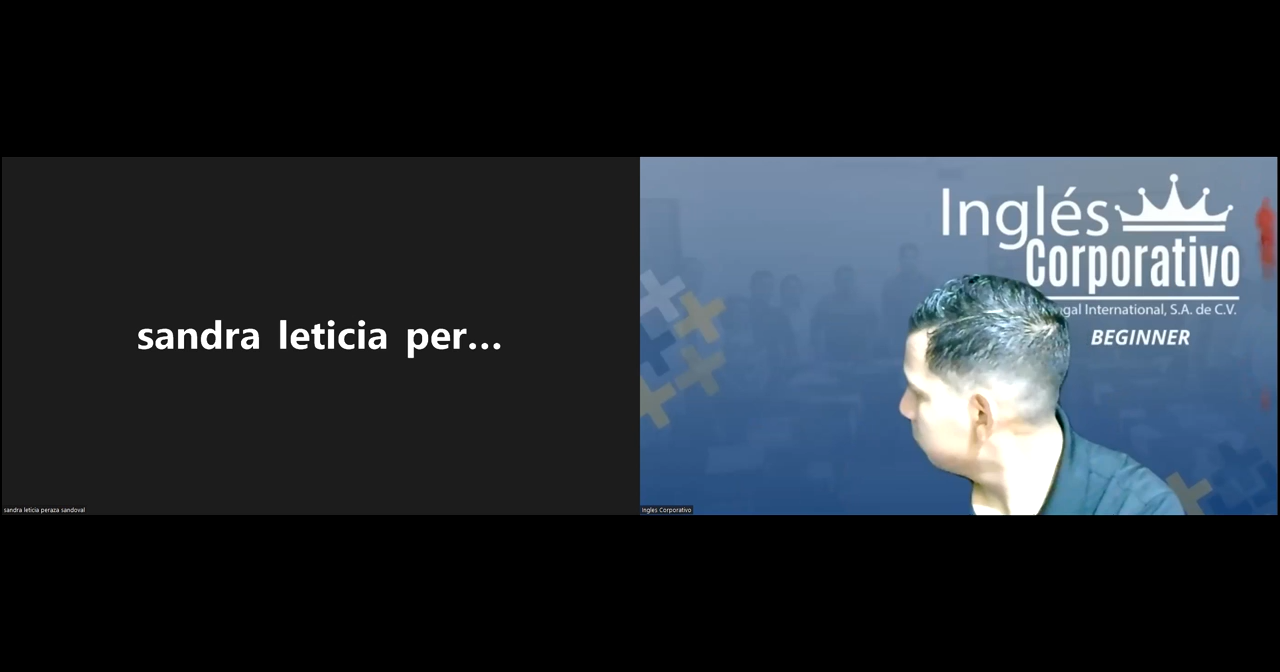 sandra leticia per...
sandra leticia peraza sandoval
Inglés
Corporativo
gal International, S.A. de C.V.
BEGINNER
Ingles Corporativo